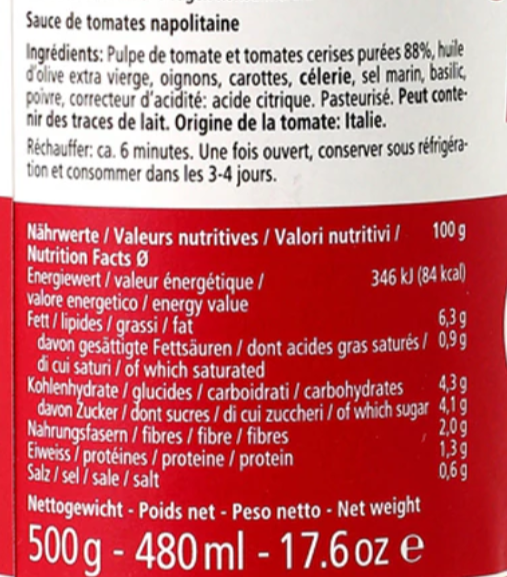 Sauce de tomates napolitaine
Ingrédients: Pulpe de tomate et tomates cerises purées 88%, huile
d'olive extra vierge, oignons, carottes, célerie, sel marin, basilic,
poivre, correcteur d'acidité: acide citrique. Pasteurisé. Peut conte-
nir des traces de lait. Origine de la tomate: Italie.
Réchauffer: ca. 6 minutes. Une fois ouvert, conserver sous réfrigéra-
tion et consommer dans les 3-4 jours.
Nährwerte / Valeurs nutritives / Valori nutritivi / 100 g
Nutrition Facts Ø
Energiewert / valeur énergétique / 346 kJ (84 kcal)
valore energetico / energy value
Fett / lipides / grassi / fat 6,3 g
davon gesättigte Fettsäuren / dont acides gras saturés / 0,9 g
di cui saturi / of which saturated
Kohlenhydrate / glucides / carboidrati / carbohydrates 4,3 g
davon Zucker / dont sucres / di cui zuccheri / of which sugar 4,1 g
Nahrungsfasern / fibres / fibre / fibres 2,0 g
Eiweiss / protéines / proteine / protein 1,3 g
Salz / sel / sale / salt 0,6 g
Nettogewicht - Poids net - Peso netto - Net weight
500 g - 480 ml - 17.6 oz e